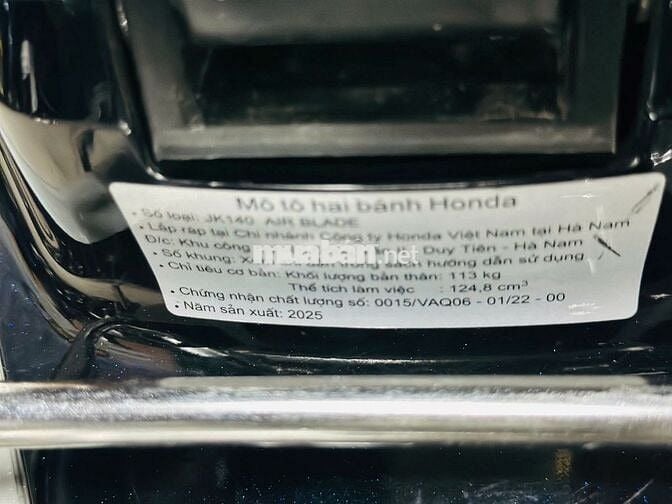 Mô tô hai bánh Honda
• Số loại: JK140 AIR BLADE
• Lắp ráp tại Chi nhánh Công ty Honda Việt Nam tại Hà Nam
Đ/c: Khu công Duy Tiên - Hà Nam
• Số khung: sách hướng dẫn sử dụng
• Chỉ tiêu cơ bản: Khối lượng bản thân: 113 kg
Thể tích làm việc : 124,8 cm³
• Chứng nhận chất lượng số: 0015/VAQ06 - 01/22 - 00
• Năm sản xuất: 2025
muaban.net